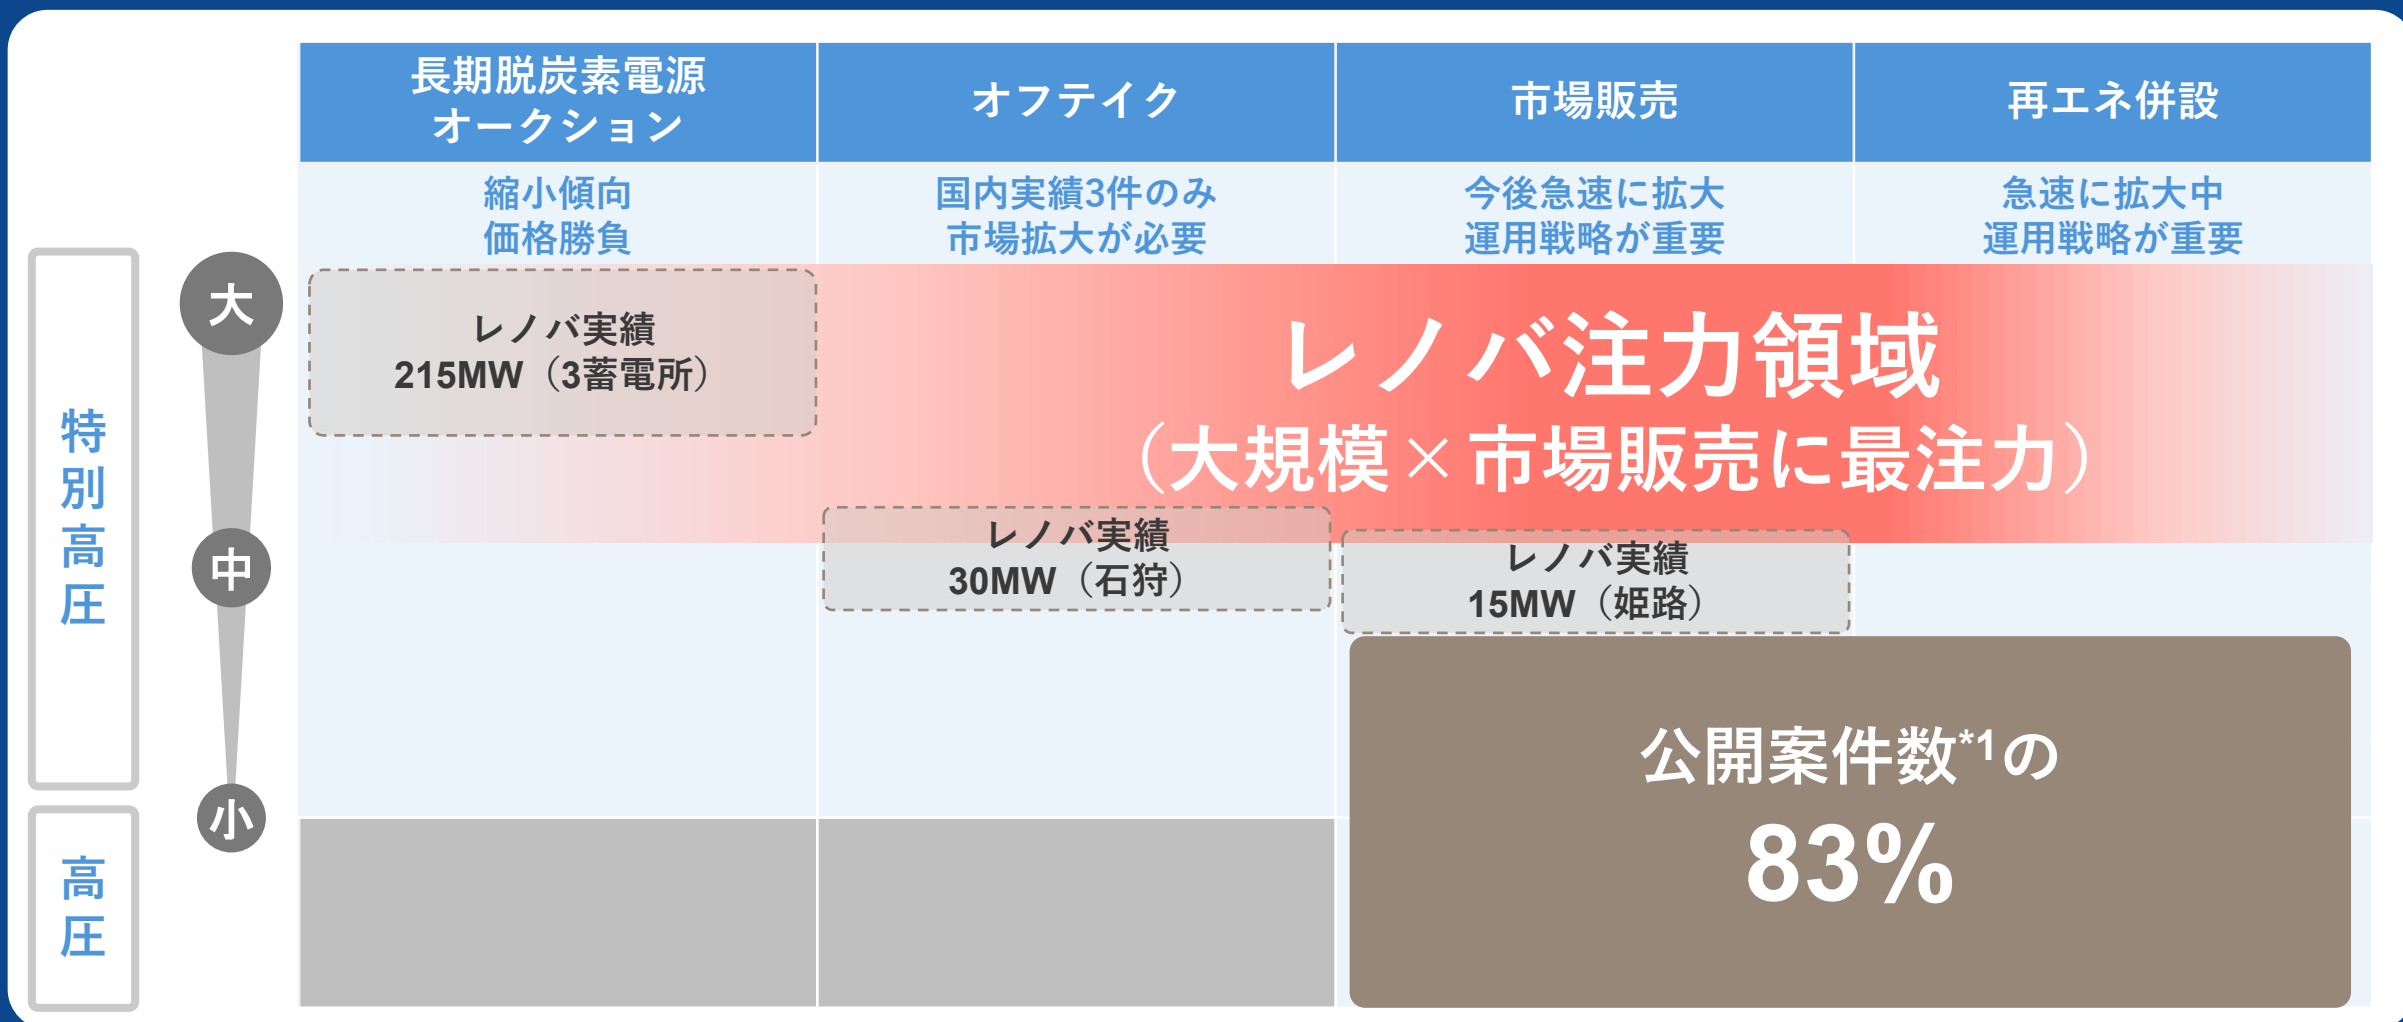 長期脱炭素電源
オークション
オフテイク
市場販売
再エネ併設
縮小傾向
価格勝負
国内実績3件のみ
市場拡大が必要
今後急速に拡大
運用戦略が重要
急速に拡大中
運用戦略が重要
特別高圧
高圧
大
中
小
レノバ実績
215MW（3蓄電所）
レノバ注力領域
（大規模×市場販売に最注力）
レノバ実績
30MW（石狩）
レノバ実績
15MW（姫路）
公開案件数*1の
83%